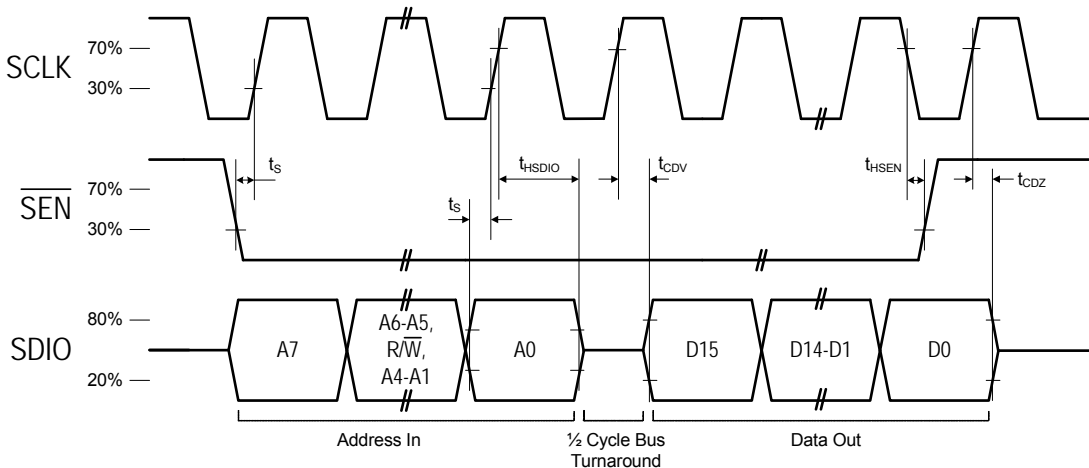 SCLK
70%
30%
SEN
70%
30%
tS
tS
tHSDIO
tCDV
tHSEN
tCDZ
SDIO
80%
20%
A7
A6-A5,
R/W,
A4-A1
A0
D15
D14-D1
D0
Address In
½ Cycle Bus
Turnaround
Data Out